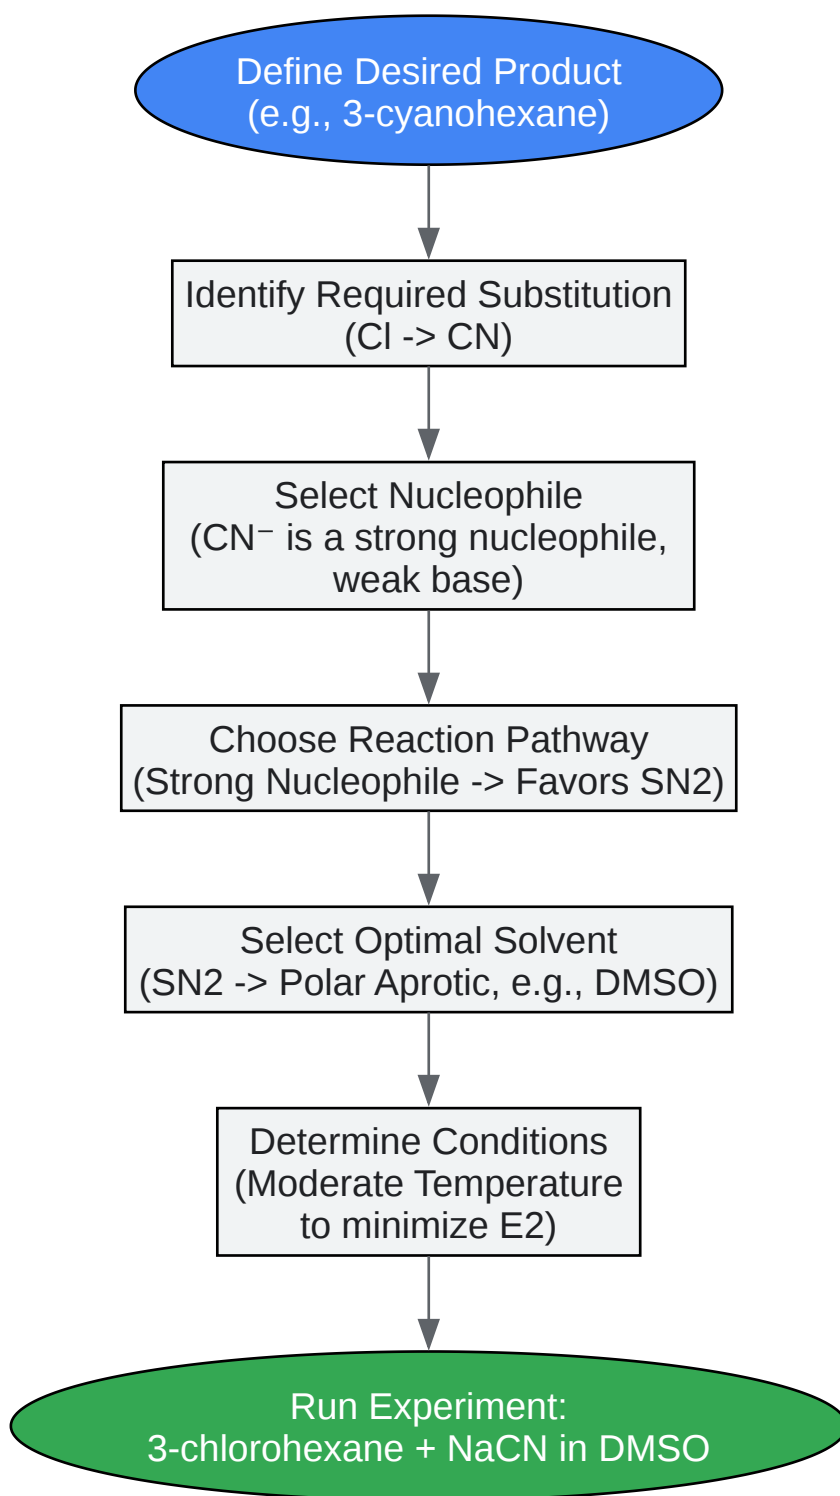 Define Desired Product
(e.g., 3-cyanohexane)
Identify Required Substitution
(Cl -> CN)
Select Nucleophile
(CN⁻ is a strong nucleophile,
weak base)
Choose Reaction Pathway
(Strong Nucleophile -> Favors SN2)
Select Optimal Solvent
(SN2 -> Polar Aprotic, e.g., DMSO)
Determine Conditions
(Moderate Temperature
to minimize E2)
Run Experiment:
3-chlorohexane + NaCN in DMSO